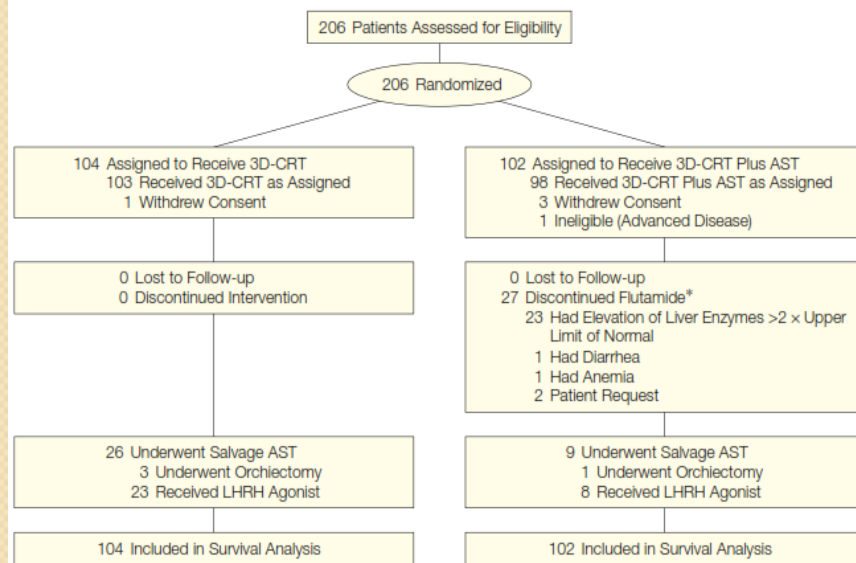 206 Patients Assessed for Eligibility
206 Randomized
104 Assigned to Receive 3D-CRT
103 Received 3D-CRT as Assigned
1 Withdrew Consent
102 Assigned to Receive 3D-CRT Plus AST
98 Received 3D-CRT Plus AST as Assigned
3 Withdrew Consent
1 Ineligible (Advanced Disease)
0 Lost to Follow-up
0 Discontinued Intervention
0 Lost to Follow-up
27 Discontinued Flutamide*
23 Had Elevation of Liver Enzymes >2 × Upper
Limit of Normal
1 Had Diarrhea
1 Had Anemia
2 Patient Request
26 Underwent Salvage AST
3 Underwent Orchiectomy
23 Received LHRH Agonist
9 Underwent Salvage AST
1 Underwent Orchiectomy
8 Received LHRH Agonist
104 Included in Survival Analysis
102 Included in Survival Analysis